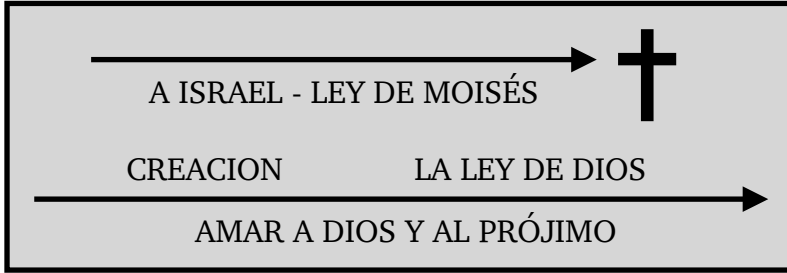 A ISRAEL - LEY DE MOISÉS
CREACION LA LEY DE DIOS
AMAR A DIOS Y AL PRÓJIMO